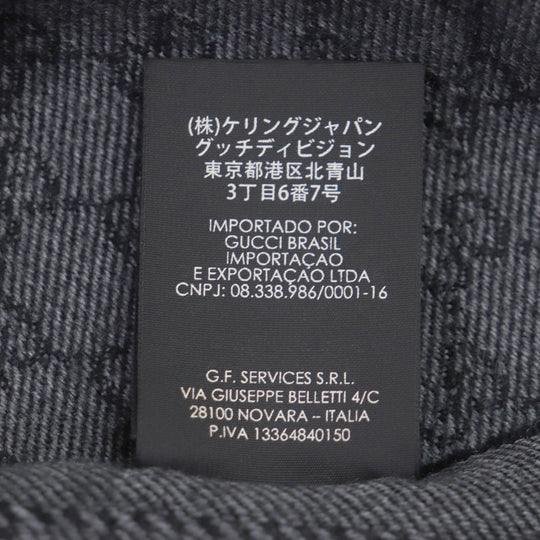 (株)ケリングジャパン
グッチディビジョン
東京都港区北青山
3丁目6番7号
IMPORTADO POR:
GUCCI BRASIL
IMPORTAÇAO
E EXPORTAÇAO LTDA
CNPJ: 08.338.986/0001-16
G.F. SERVICES S.R.L.
VIA GIUSEPPE BELLETTI 4/C
28100 NOVARA – ITALIA
P.IVA 13364840150